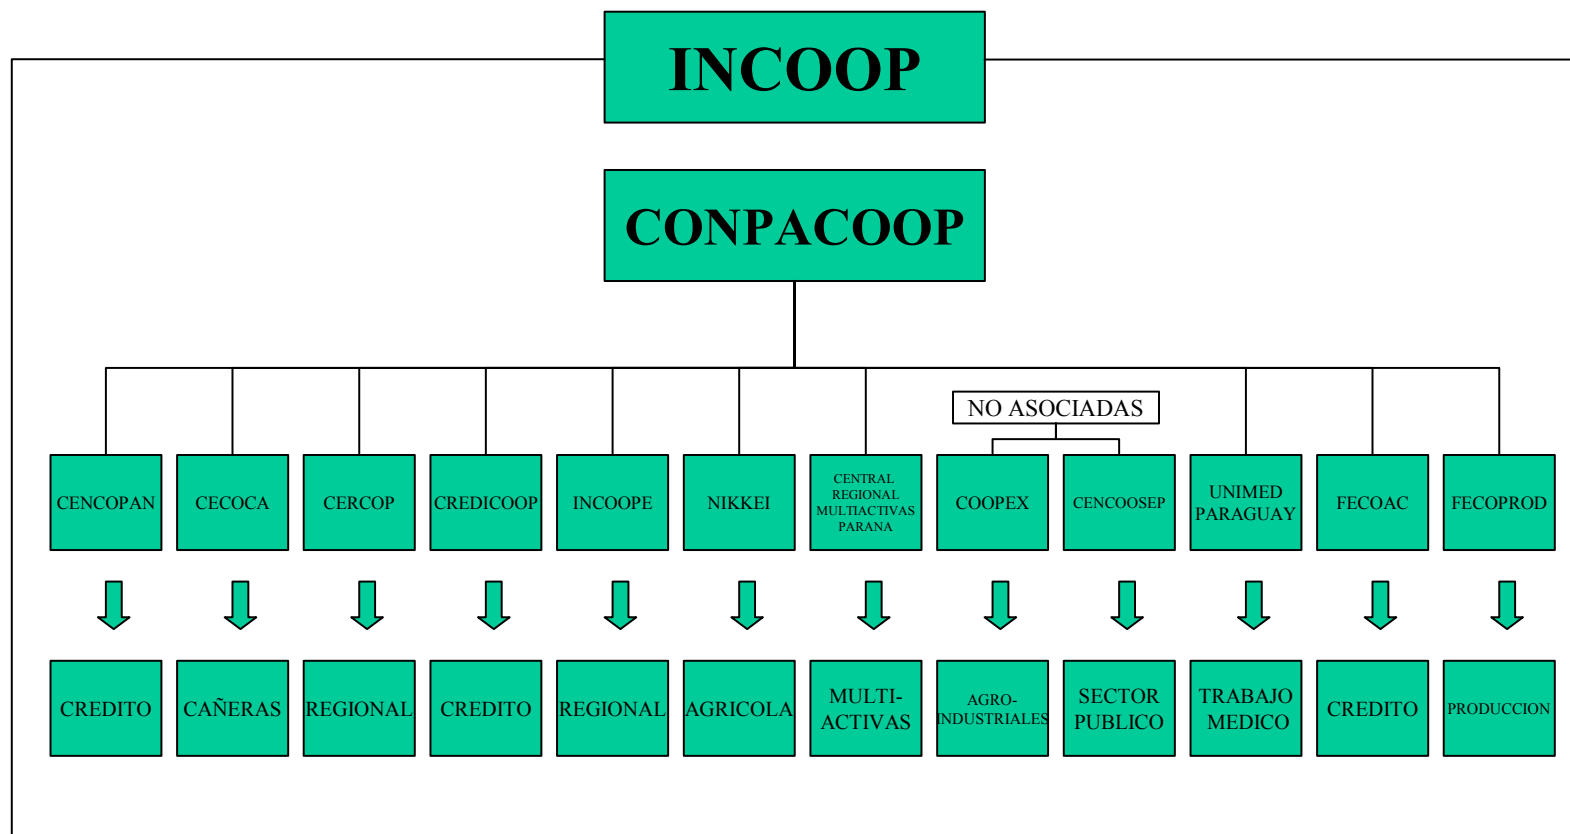 INCOOP
CONPACOOP
NO ASOCIADAS
CENCOPAN
CECOCA
CERCOP
CREDICOOP
INCOOPE
NIKKEI
CENTRAL
REGIONAL
MULTIACTIVAS
PARANA
COOPEX
CENCOOSEP
UNIMED
PARAGUAY
FECOAC
FECOPROD
CREDITO
CAÑERAS
REGIONAL
CREDITO
REGIONAL
AGRICOLA
MULTI-
ACTIVAS
AGRO-
INDUSTRIALES
SECTOR
PUBLICO
TRABAJO
MEDICO
CREDITO
PRODUCCION